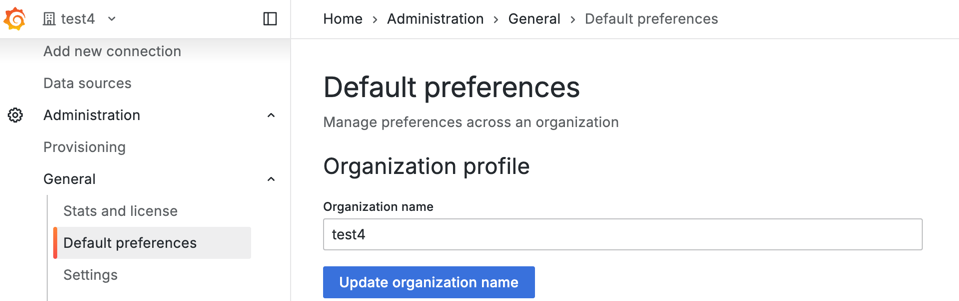 test4
Home > Administration > General > Default preferences
Add new connection
Data sources
Administration
Provisioning
General
Stats and license
Default preferences
Settings
Default preferences
Manage preferences across an organization
Organization profile
Organization name
test4
Update organization name